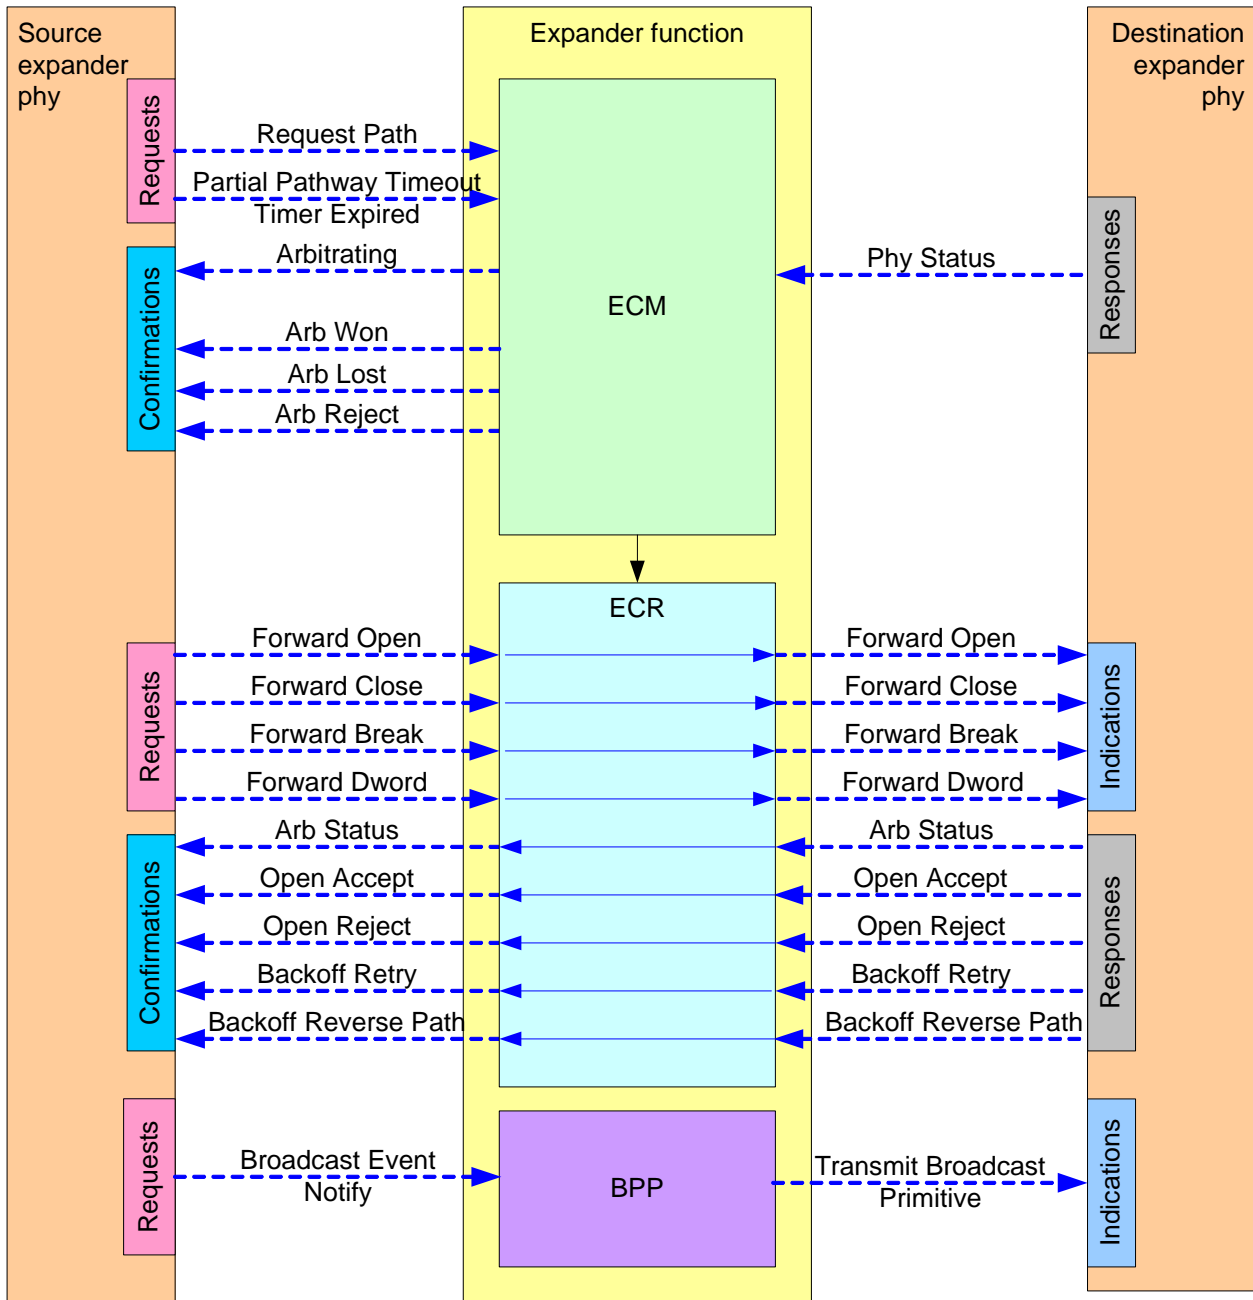 Source
expander
phy
Expander function
Destination
expander
phy
Requests
Request Path
Partial Pathway Timeout
Timer Expired
Confirmations
Arbitrating
Arb Won
Arb Lost
Arb Reject
ECM
Phy Status
Responses
ECR
Requests
Forward Open
Forward Close
Forward Break
Forward Dword
Forward Open
Forward Close
Forward Break
Forward Dword
Indications
Confirmations
Arb Status
Open Accept
Open Reject
Backoff Retry
Backoff Reverse Path
Arb Status
Open Accept
Open Reject
Backoff Retry
Backoff Reverse Path
Responses
Requests
Broadcast Event
Notify
BPP
Transmit Broadcast
Primitive
Indications